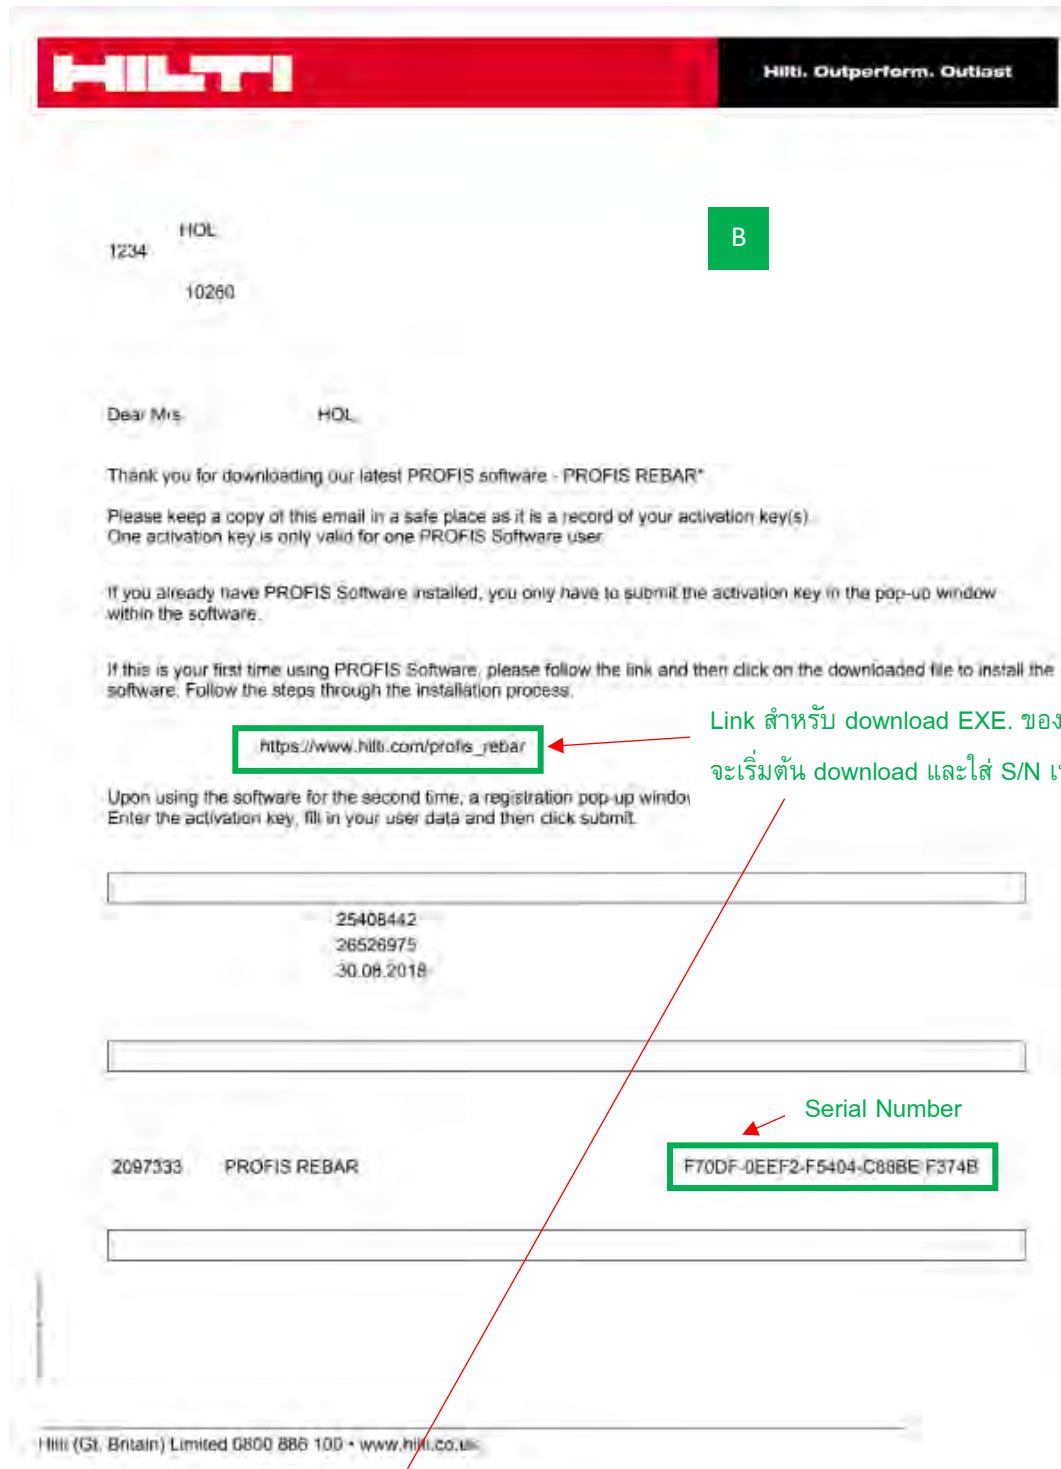 HILTI
Hilti. Outperform. Outlast
HOL
1234
B
10260
Dear Mrs. HOL,
Thank you for downloading our latest PROFIS software - PROFIS REBAR*
Please keep a copy of this email in a safe place as it is a record of your activation key(s).
One activation key is only valid for one PROFIS Software user.
If you already have PROFIS Software installed, you only have to submit the activation key in the pop-up window
within the software.
If this is your first time using PROFIS Software, please follow the link and then click on the downloaded file to install the
software. Follow the steps through the installation process.
Link สำหรับ download EXE. ของ
https://www.hilti.com/profis_rebar
จะเริ่มต้น download และใส่ S/N
Upon using the software for the second time, a registration pop-up window
Enter the activation key, fill in your user data and then click submit.
25408442
26526975
30.08.2018
Serial Number
2097333 PROFIS REBAR F70DF-0EEF2-F5404-C88BE-F374B
Hilti (Gt. Britain) Limited 0800 886 100 • www.hilti.co.uk